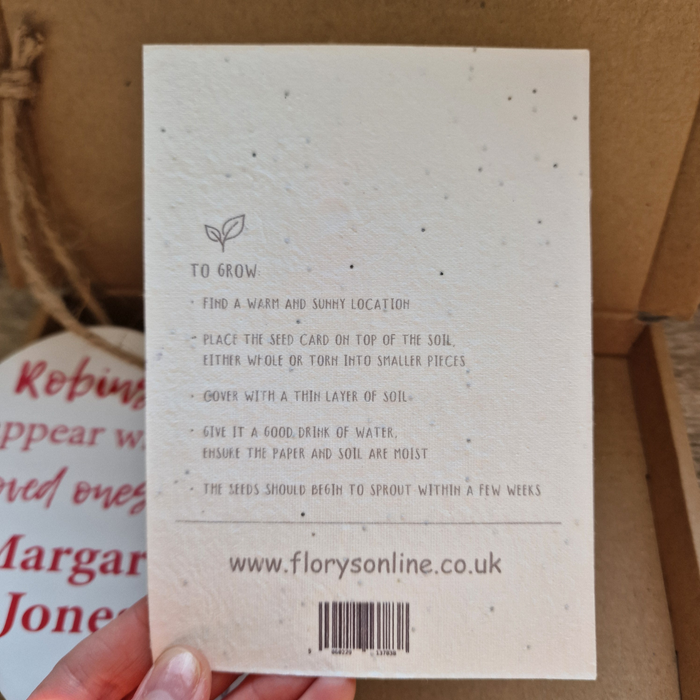 TO GROW:
· FIND A WARM AND SUNNY LOCATION
· PLACE THE SEED CARD ON TOP OF THE SOIL,
EITHER WHOLE OR TORN INTO SMALLER PIECES
· COVER WITH A THIN LAYER OF SOIL
· GIVE IT A GOOD DRINK OF WATER,
ENSURE THE PAPER AND SOIL ARE MOIST
· THE SEEDS SHOULD BEGIN TO SPROUT WITHIN A FEW WEEKS
www.florysonline.co.uk
Robins
ppear
oved ones
Margar
Jones